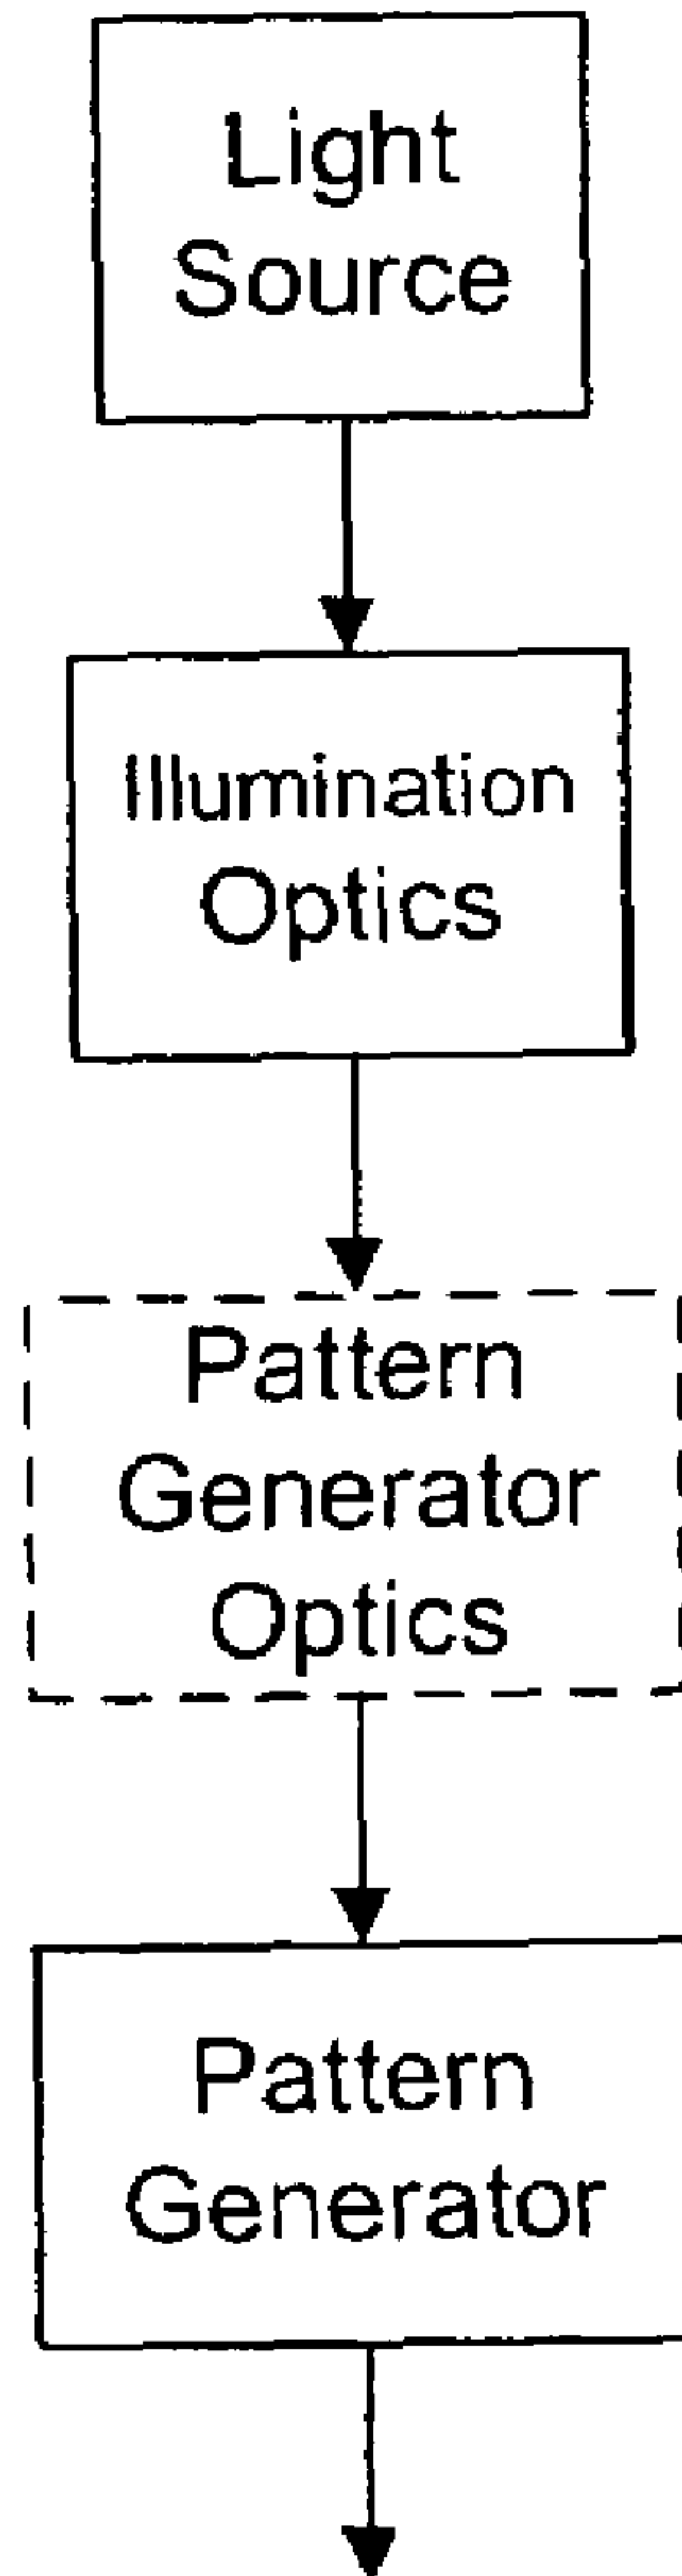 Light
Source
Illumination
Optics
Pattern
Generator
Optics
Pattern
Generator